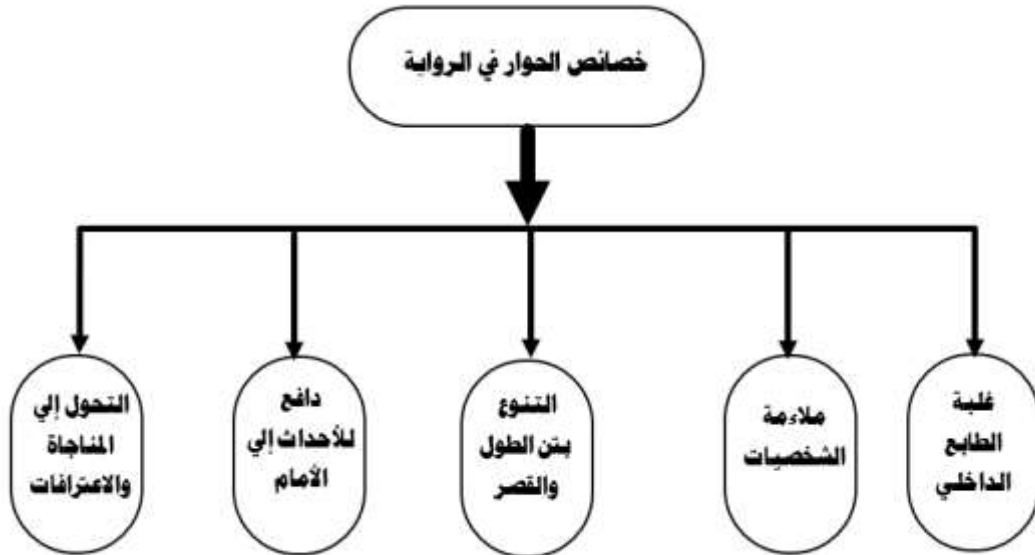 خصائص الحوار في الرواية
غلبة
الطابع
الداخلي
ملاءمة
الشخصيات
التنوع
بتن الطول
والقصر
دافع
للأحداث إلي
الأمام
التحول إلي
المناجاة
والاعترافات